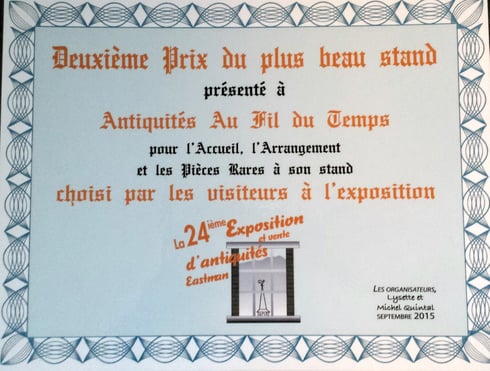 Deuxième Prix du plus beau stand
présenté à
Antiquités Au Fil du Temps
pour l'Accueil, l'Arrangement
et les Pièces Rares à son stand
choisi par les visiteurs à l'exposition
La 24ième Exposition
et vente
d'antiquités
Eastman
LES ORGANISATEURS,
Lysette et
Michel Quintal
SEPTEMBRE 2015